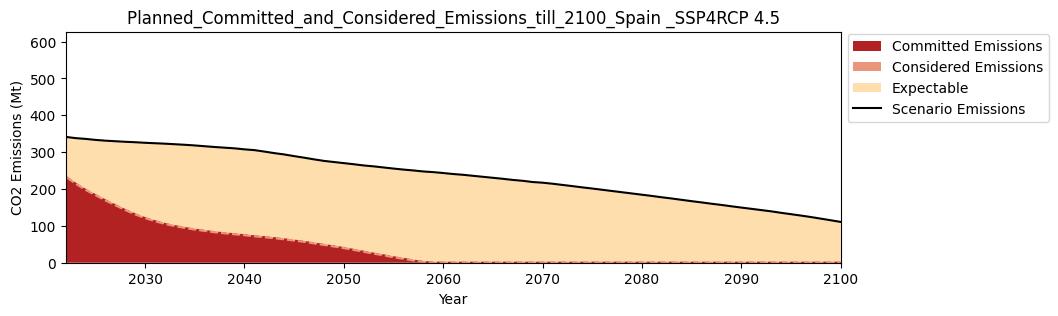 Planned_Committed_and_Considered_Emissions_till_2100_Spain _SSP4RCP 4.5
CO2 Emissions (Mt)
600
500
400
300
200
100
0
2030 2040 2050 2060 2070 2080 2090 2100
Year
Committed Emissions
Considered Emissions
Expectable
Scenario Emissions